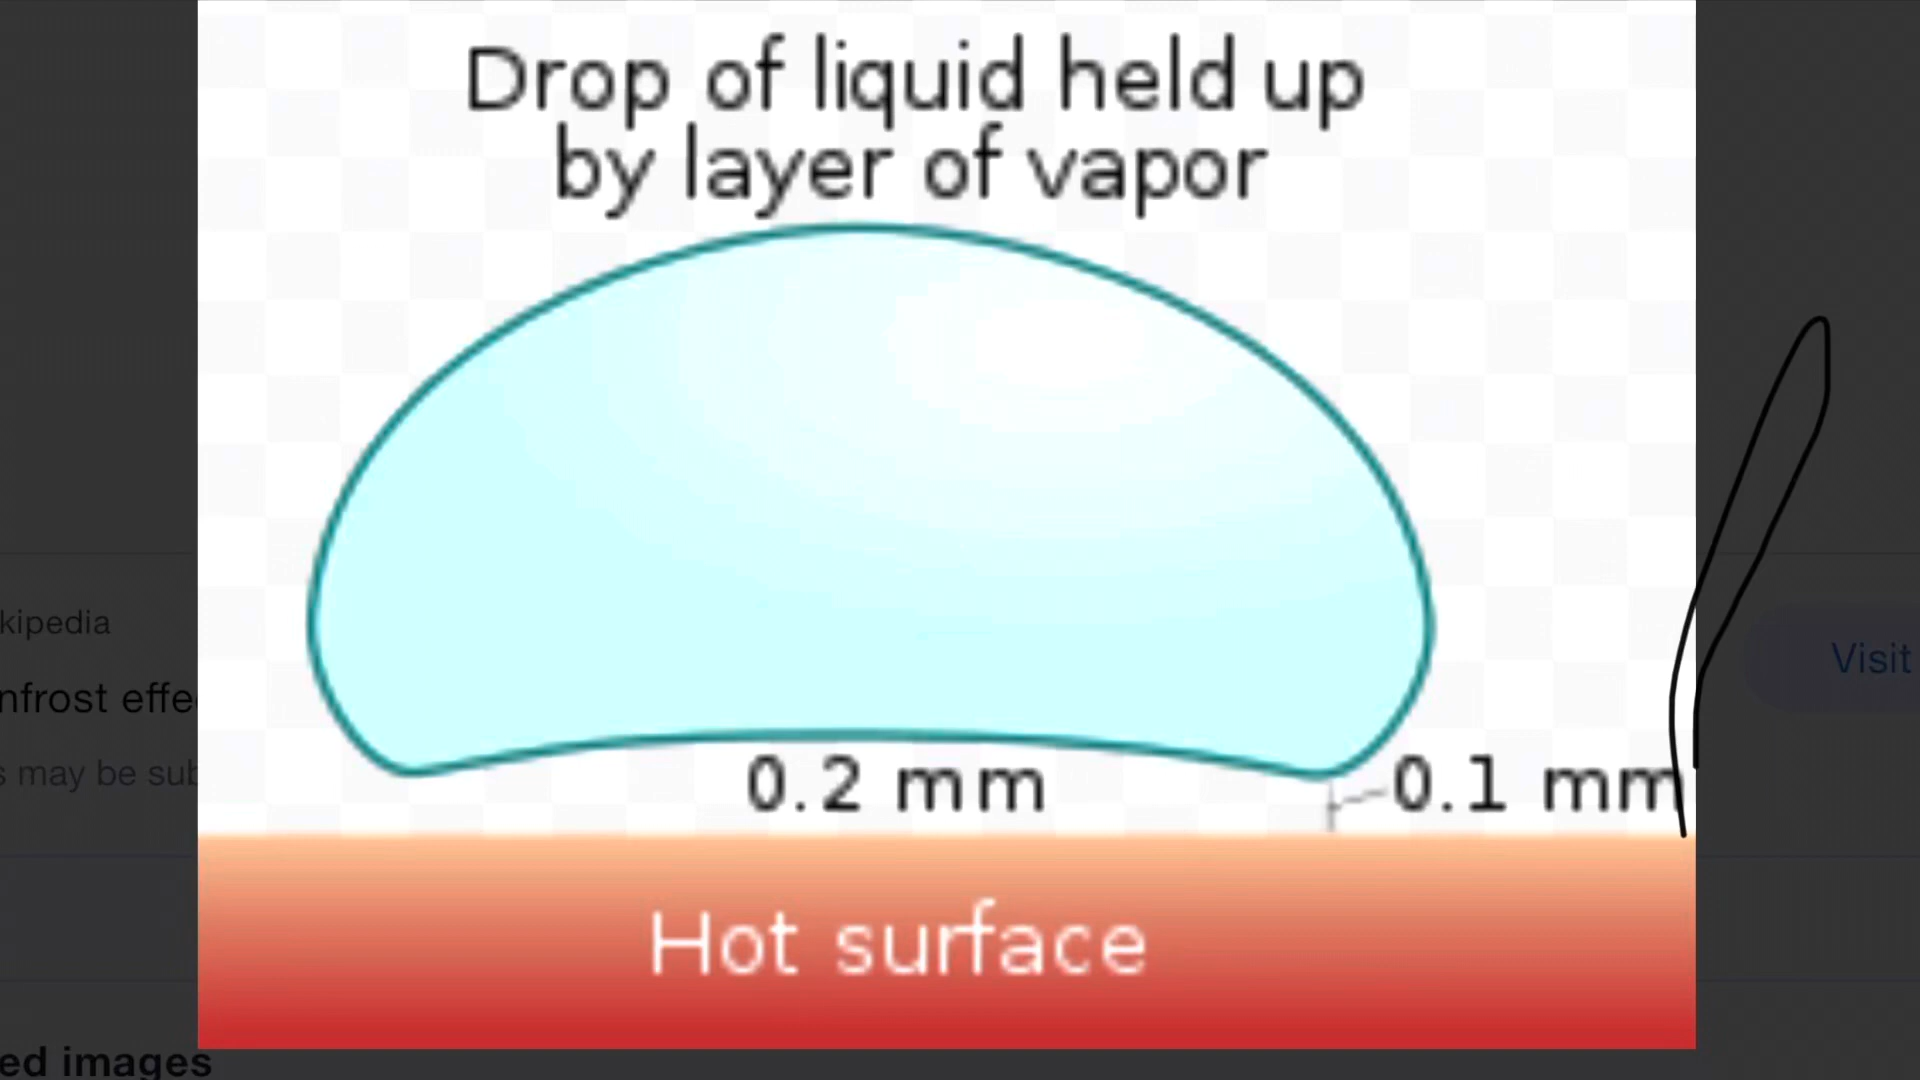 Drop of liquid held up
by layer of vapor
kipedia
Visit
nfrost effe
s may be sub
0.2 mm
0.1 mm
Hot surface
ed images